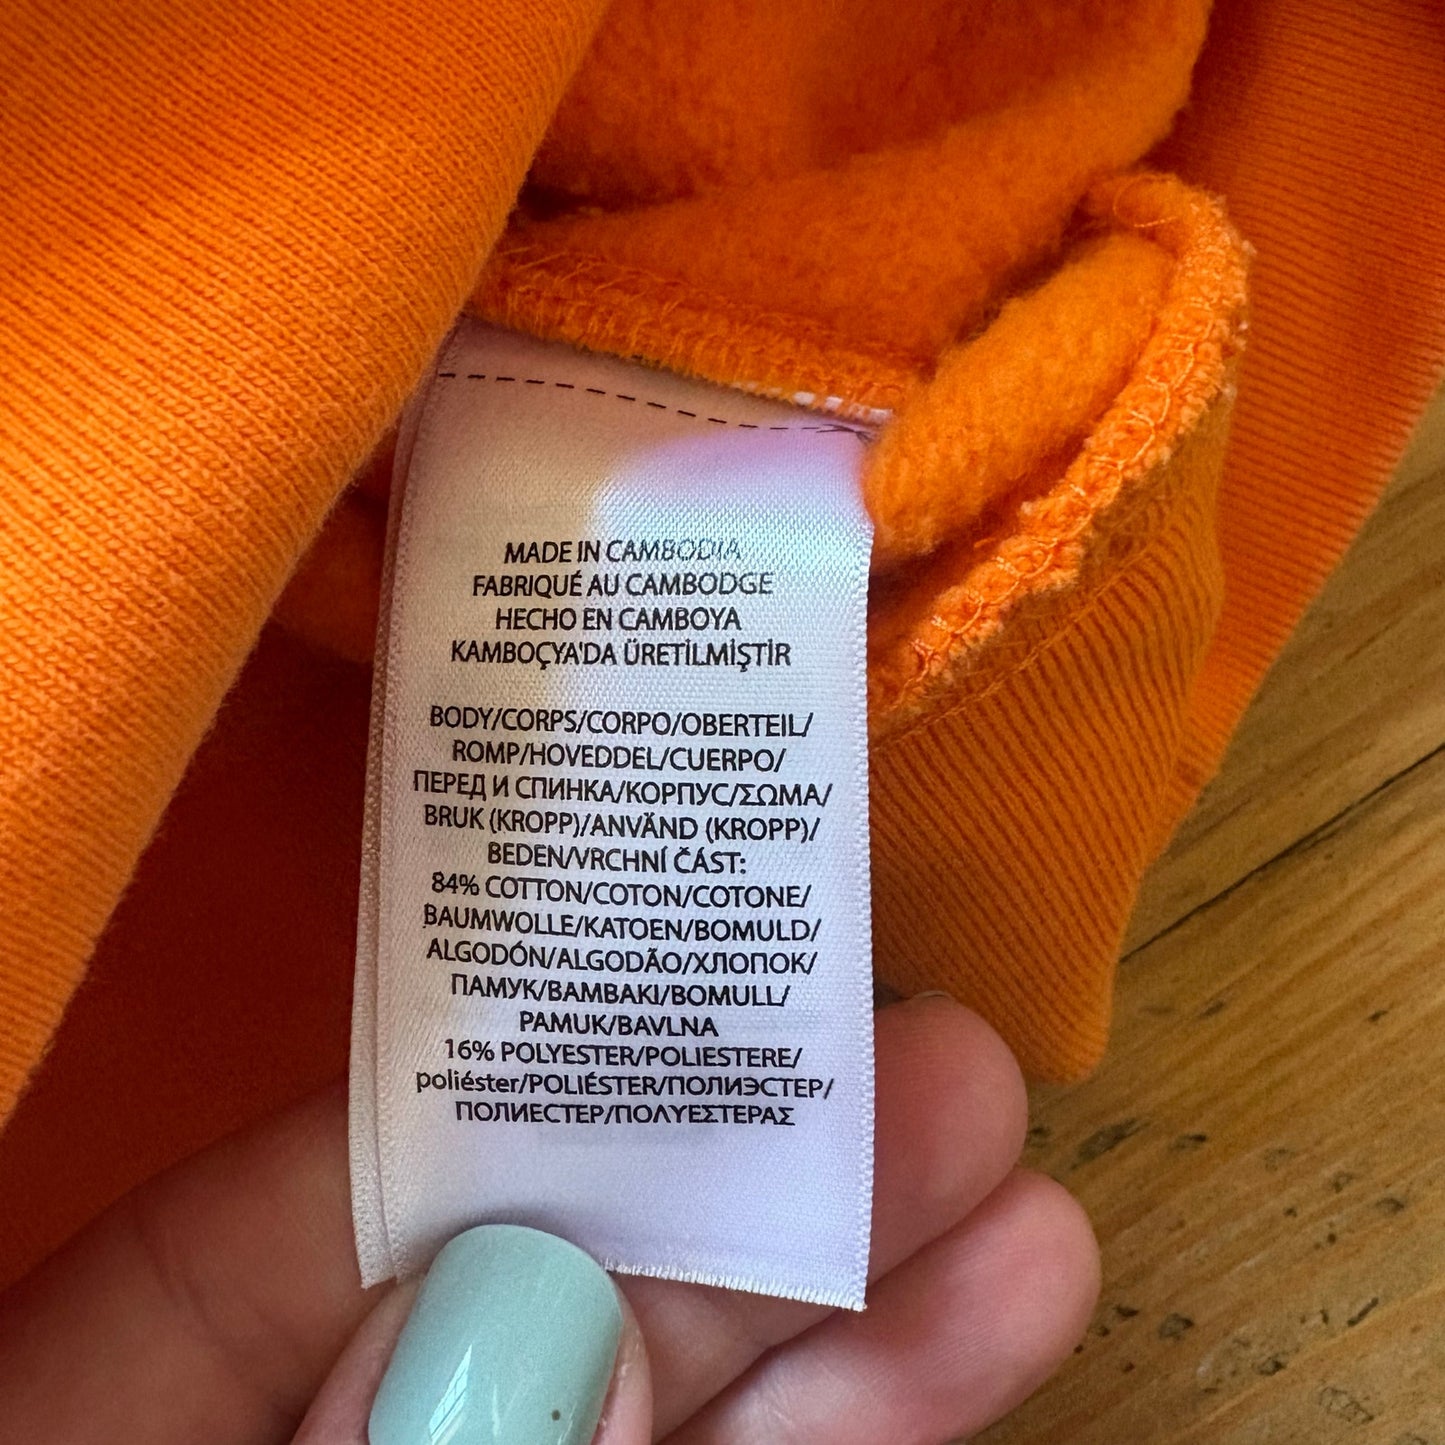 MADE IN CAMBODIA
FABRIQUÉ AU CAMBODGE
HECHO EN CAMBOYA
KAMBOÇYA'DA ÜRETİLMİŞTİR
BODY/CORPS/CORPO/OBERTEIL/
ROMP/HOVEDDEL/CUERPO/
ПЕРЕД И СПИНКА/КОРПУС/ΣΩΜΑ/
BRUK (KROPP)/ANVÄND (KROPP)/
BEDEN/VRCHNÍ ČÁST:
84% COTTON/COTON/COTONE/
BAUMWOLLE/KATOEN/BOMULD/
ALGODÓN/ALGODÃO/ХЛОПОК/
ПАМУК/ΒΑΜΒΑΚΙ/BOMULL/
PAMUK/BAVLNA
16% POLYESTER/POLIESTERE/
poliéster/POLIÉSTER/ПОЛИЭСТЕР/
ПОЛИЕСТЕР/ΠΟΛΥΕΣΤΕΡΑΣ